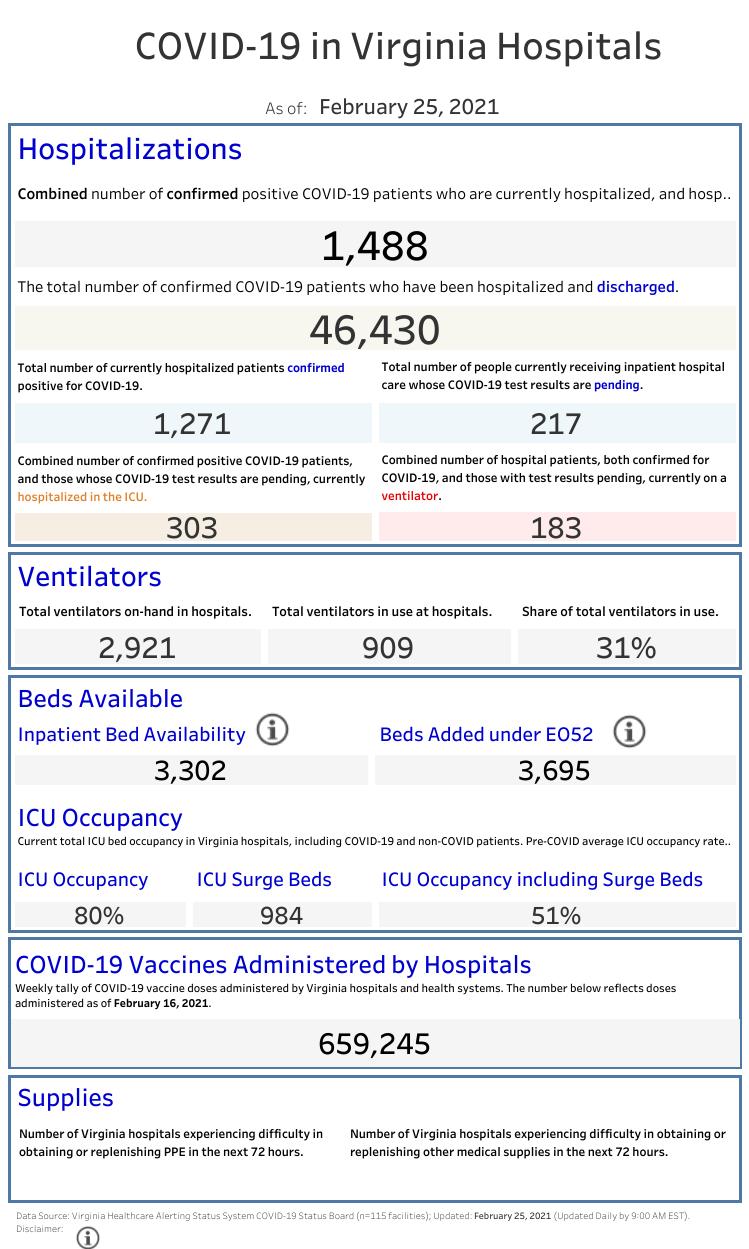 COVID-19 in Virginia Hospitals
As of: February 25, 2021
Hospitalizations
Combined number of confirmed positive COVID-19 patients who are currently hospitalized, and hosp..
1,488
The total number of confirmed COVID-19 patients who have been hospitalized and discharged.
46,430
Total number of currently hospitalized patients confirmed
positive for COVID-19.
1,271
Total number of people currently receiving inpatient hospital
care whose COVID-19 test results are pending.
217
Combined number of confirmed positive COVID-19 patients,
and those whose COVID-19 test results are pending, currently
hospitalized in the ICU.
303
Combined number of hospital patients, both confirmed for
COVID-19, and those with test results pending, currently on a
ventilator.
183
Ventilators
Total ventilators on-hand in hospitals.
2,921
Total ventilators in use at hospitals.
909
Share of total ventilators in use.
31%
Beds Available
Inpatient Bed Availability
3,302
Beds Added under EO52
3,695
ICU Occupancy
Current total ICU bed occupancy in Virginia hospitals, including COVID-19 and non-COVID patients. Pre-COVID average ICU occupancy rate..
ICU Occupancy
80%
ICU Surge Beds
984
ICU Occupancy including Surge Beds
51%
COVID-19 Vaccines Administered by Hospitals
Weekly tally of COVID-19 vaccine doses administered by Virginia hospitals and health systems. The number below reflects doses
administered as of February 16, 2021.
659,245
Supplies
Number of Virginia hospitals experiencing difficulty in
obtaining or replenishing PPE in the next 72 hours.
Number of Virginia hospitals experiencing difficulty in obtaining or
replenishing other medical supplies in the next 72 hours.
Data Source: Virginia Healthcare Alerting Status System COVID-19 Status Board (n=115 facilities); Updated: February 25, 2021 (Updated Daily by 9:00 AM EST).
Disclaimer: